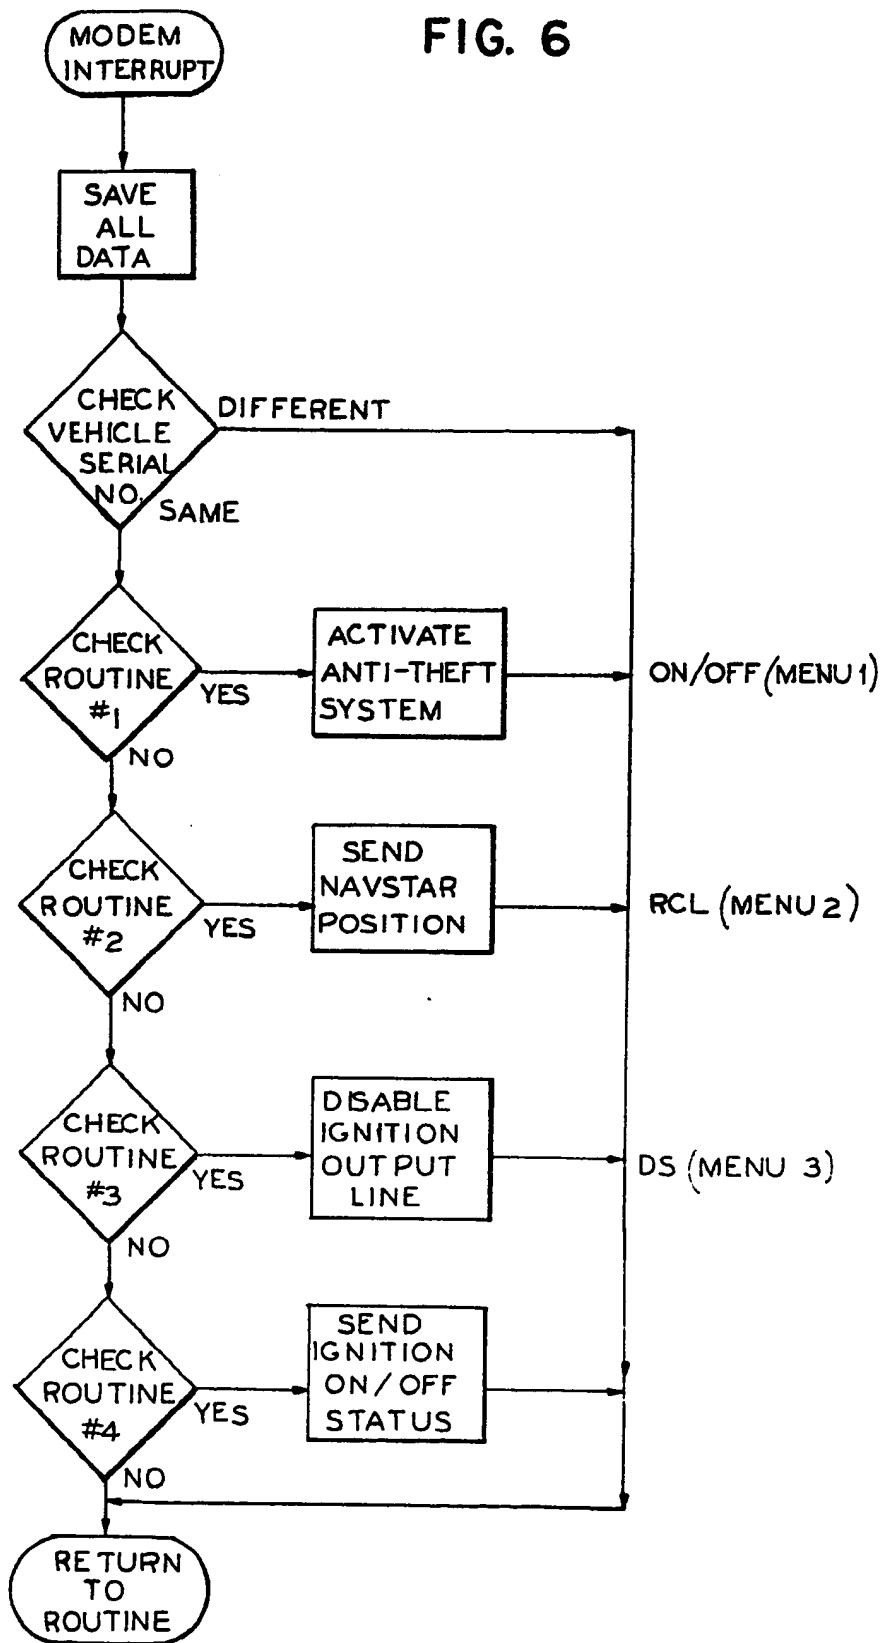 FIG. 6
MODEM
INTERRUPT
SAVE
ALL
DATA
CHECK
VEHICLE
SERIAL
NO.
DIFFERENT
SAME
CHECK
ROUTINE
#1
YES
NO
ACTIVATE
ANTI-THEFT
SYSTEM
ON/OFF (MENU 1)
CHECK
ROUTINE
#2
YES
NO
SEND
NAVSTAR
POSITION
RCL (MENU 2)
CHECK
ROUTINE
#3
YES
NO
DISABLE
IGNITION
OUTPUT
LINE
DS (MENU 3)
CHECK
ROUTINE
#4
YES
NO
SEND
IGNITION
ON/OFF
STATUS
RETURN
TO
ROUTINE